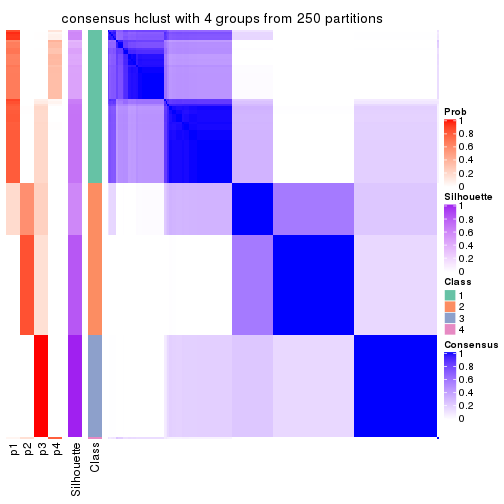 consensus hclust with 4 groups from 250 partitions
Prob
1
0.8
0.6
0.4
0.2
0
Silhouette
1
0.8
0.6
0.4
0.2
0
Class
1
2
3
4
Consensus
1
0.8
0.6
0.4
0.2
0
p1
p2
p3
p4
Silhouette
Class